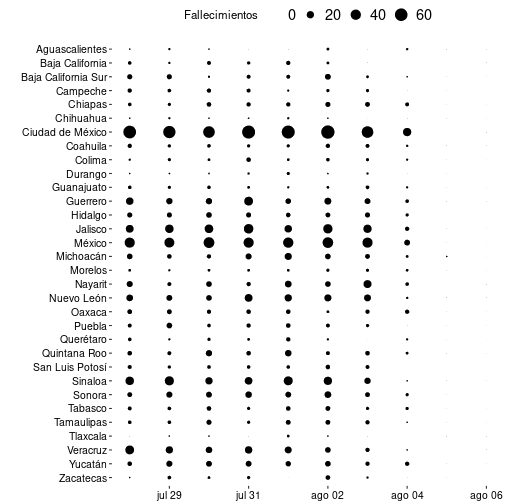 Fallecimientos 0 20 40 60
Aguascalientes
Baja California
Baja California Sur
Campeche
Chiapas
Chihuahua
Ciudad de México
Coahuila
Colima
Durango
Guanajuato
Guerrero
Hidalgo
Jalisco
México
Michoacán
Morelos
Nayarit
Nuevo León
Oaxaca
Puebla
Querétaro
Quintana Roo
San Luis Potosí
Sinaloa
Sonora
Tabasco
Tamaulipas
Tlaxcala
Veracruz
Yucatán
Zacatecas
jul 29 jul 31 ago 02 ago 04 ago 06